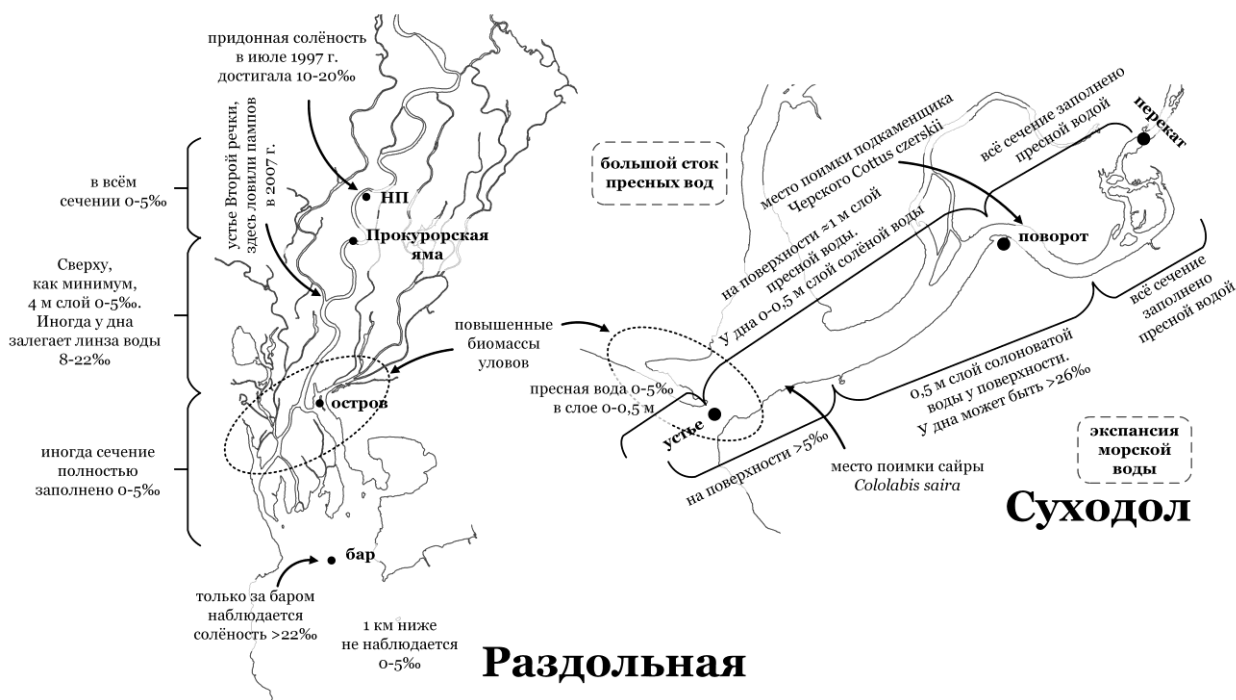 придонная солёность
в июле 1997 г.
достигала 10-20‰
устье Второй речки,
здесь ловили пампов
в 2007 г.
в всём
сечении 0-5‰
НП
Прокурорская
яма
Сверху,
как минимум,
4 м слой 0-5‰.
Иногда у дна
залегает линза воды
8-22‰
повышенные
биомассы
уловов
остров
иногда сечение
полностью
заполнено 0-5‰
бар
только за баром
наблюдается
солёность >22‰
1 км ниже
не наблюдается
0-5‰
Раздольная
большой сток
пресных вод
место поимки подкаменщика
Черского Cottus czerskii
всё сечение заполнено
пресной водой
перекат
на поверхности ≈1 м слой
пресной воды.
У дна 0-0,5 м слой солёной воды
поворот
всё сечение
заполнено
пресной водой
пресная вода 0-5‰
в слое 0-0,5 м
устье
0,5 м слой солоноватой
воды у поверхности.
У дна может быть >26‰
на поверхности >5‰
место поимки сайры
Cololabis saira
экспансия
морской
воды
Суходол